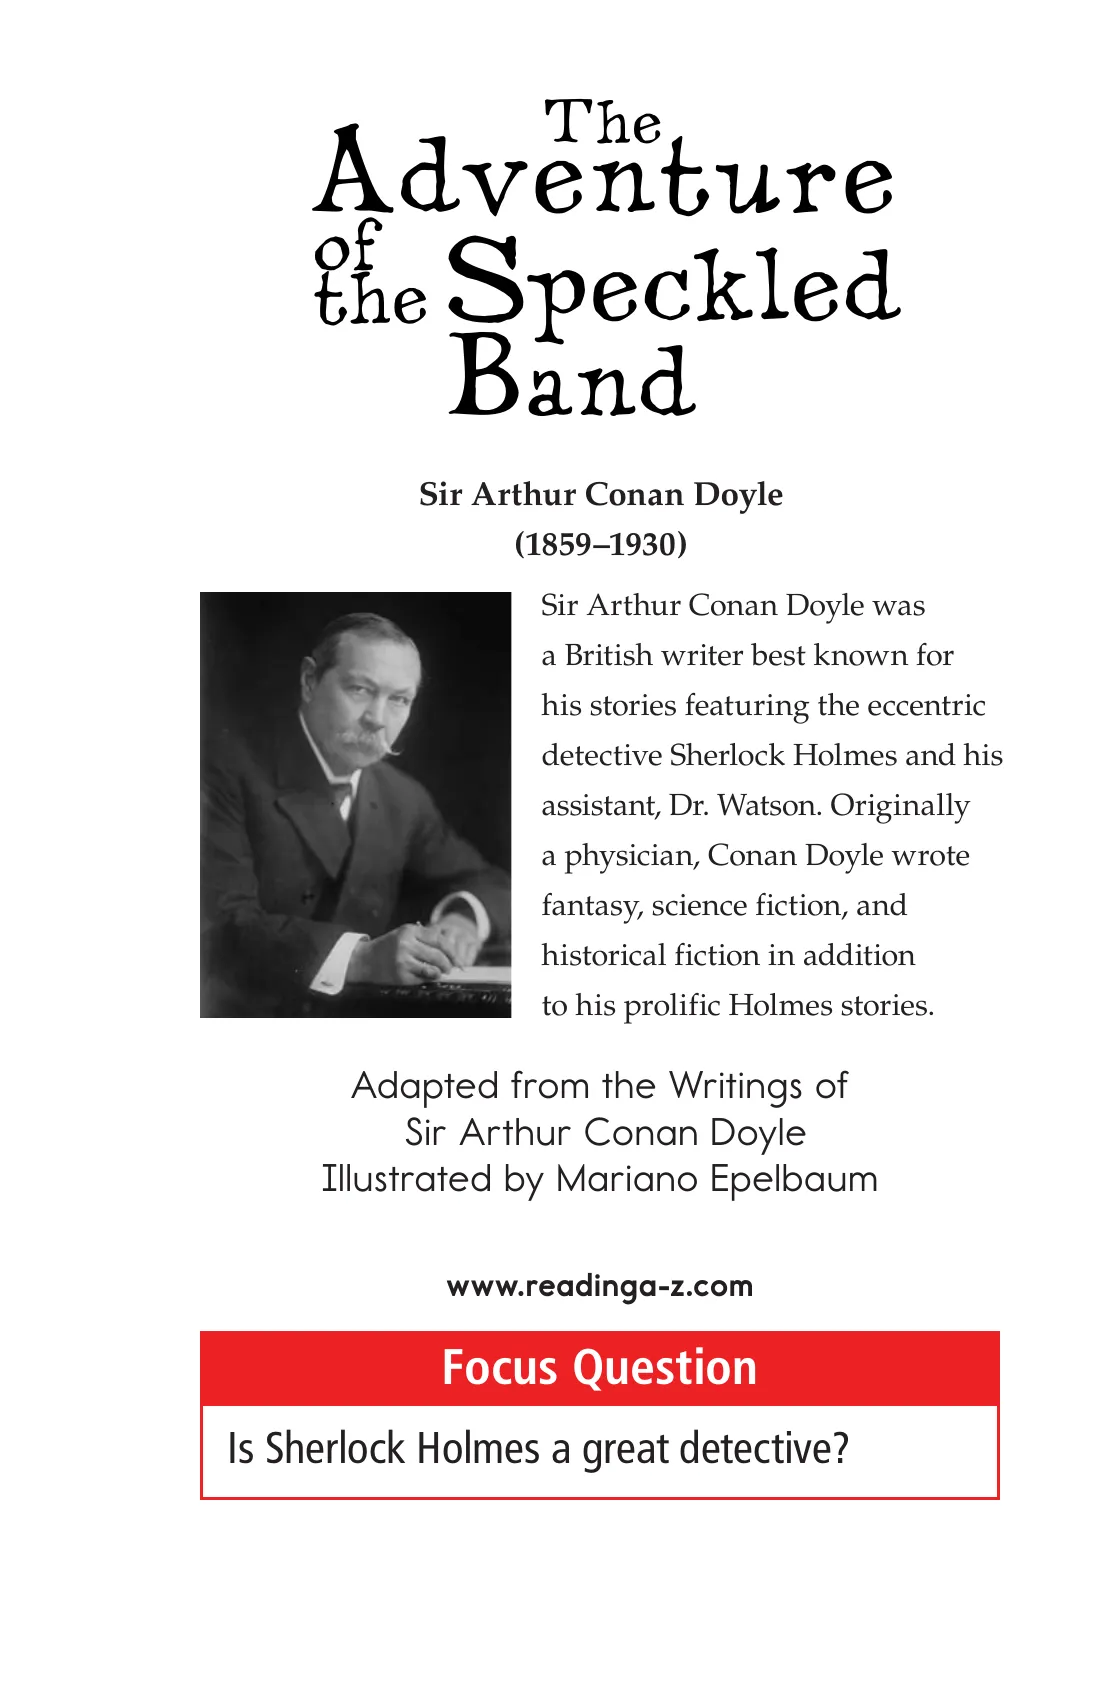 The
Adventure
of
the Speckled
Band
Sir Arthur Conan Doyle
(1859–1930)
Sir Arthur Conan Doyle was
a British writer best known for
his stories featuring the eccentric
detective Sherlock Holmes and his
assistant, Dr. Watson. Originally
a physician, Conan Doyle wrote
fantasy, science fiction, and
historical fiction in addition
to his prolific Holmes stories.
Adapted from the Writings of
Sir Arthur Conan Doyle
Illustrated by Mariano Epelbaum
www.readinga-z.com
Focus Question
Is Sherlock Holmes a great detective?